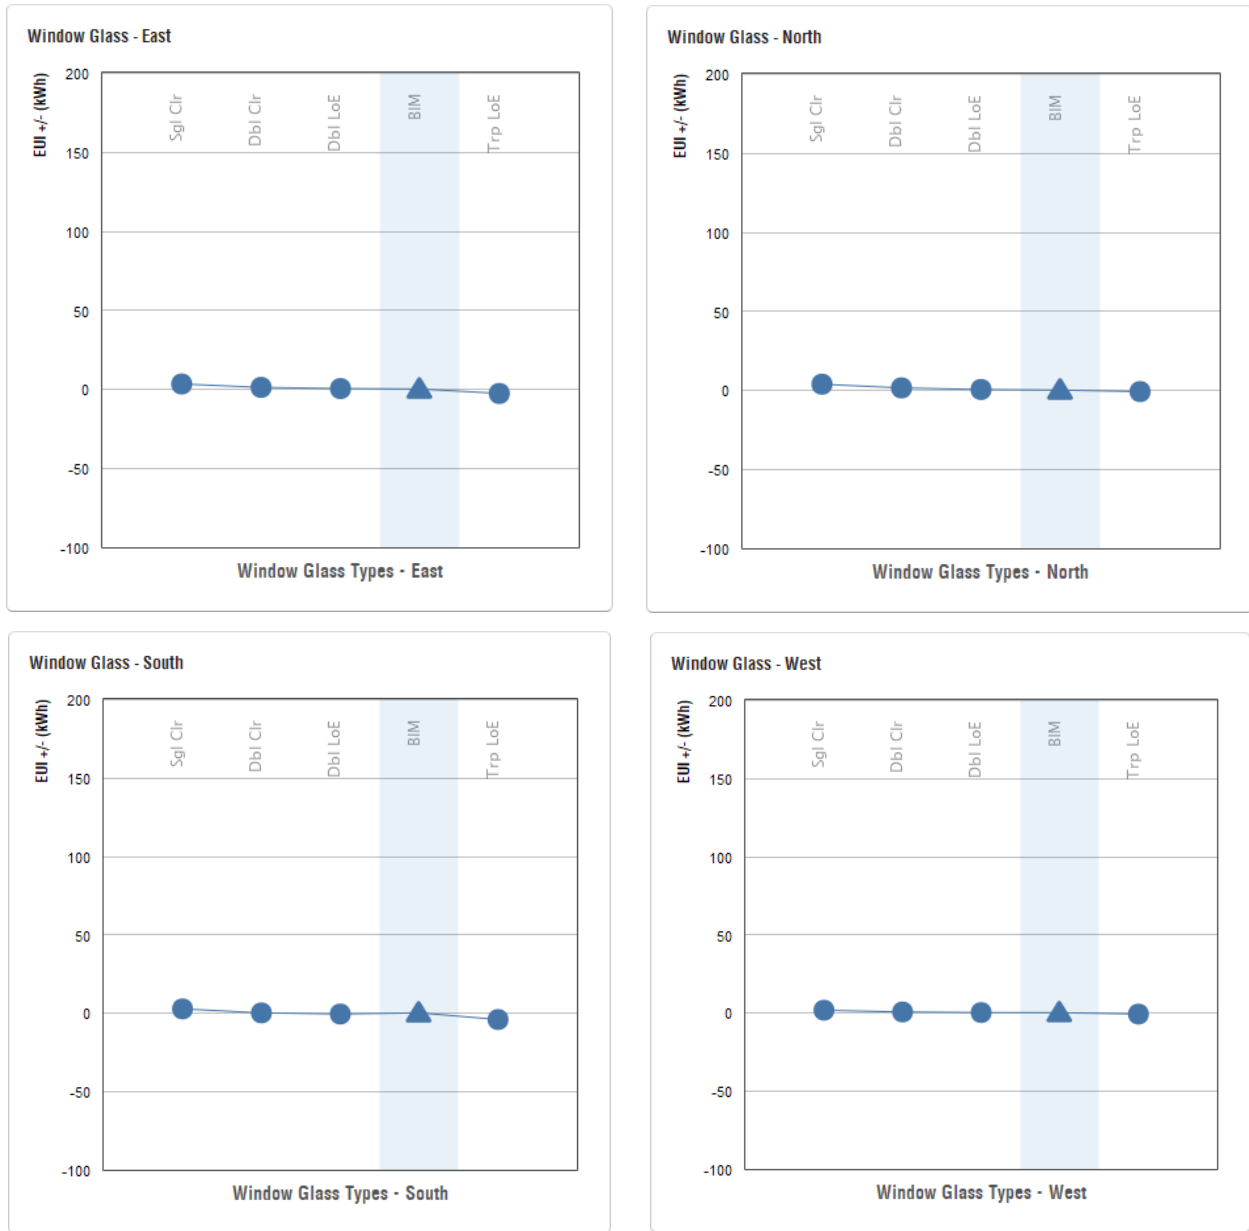 Window Glass - East
EUI +/- (kWh)
200
150
100
50
0
-50
-100
Sgl Clr
Dbl Clr
Dbl LoE
BIM
Trp LoE
Window Glass Types - East
Window Glass - North
EUI +/- (kWh)
200
150
100
50
0
-50
-100
Sgl Clr
Dbl Clr
Dbl LoE
BIM
Trp LoE
Window Glass Types - North
Window Glass - South
EUI +/- (kWh)
200
150
100
50
0
-50
-100
Sgl Clr
Dbl Clr
Dbl LoE
BIM
Trp LoE
Window Glass Types - South
Window Glass - West
EUI +/- (kWh)
200
150
100
50
0
-50
-100
Sgl Clr
Dbl Clr
Dbl LoE
BIM
Trp LoE
Window Glass Types - West